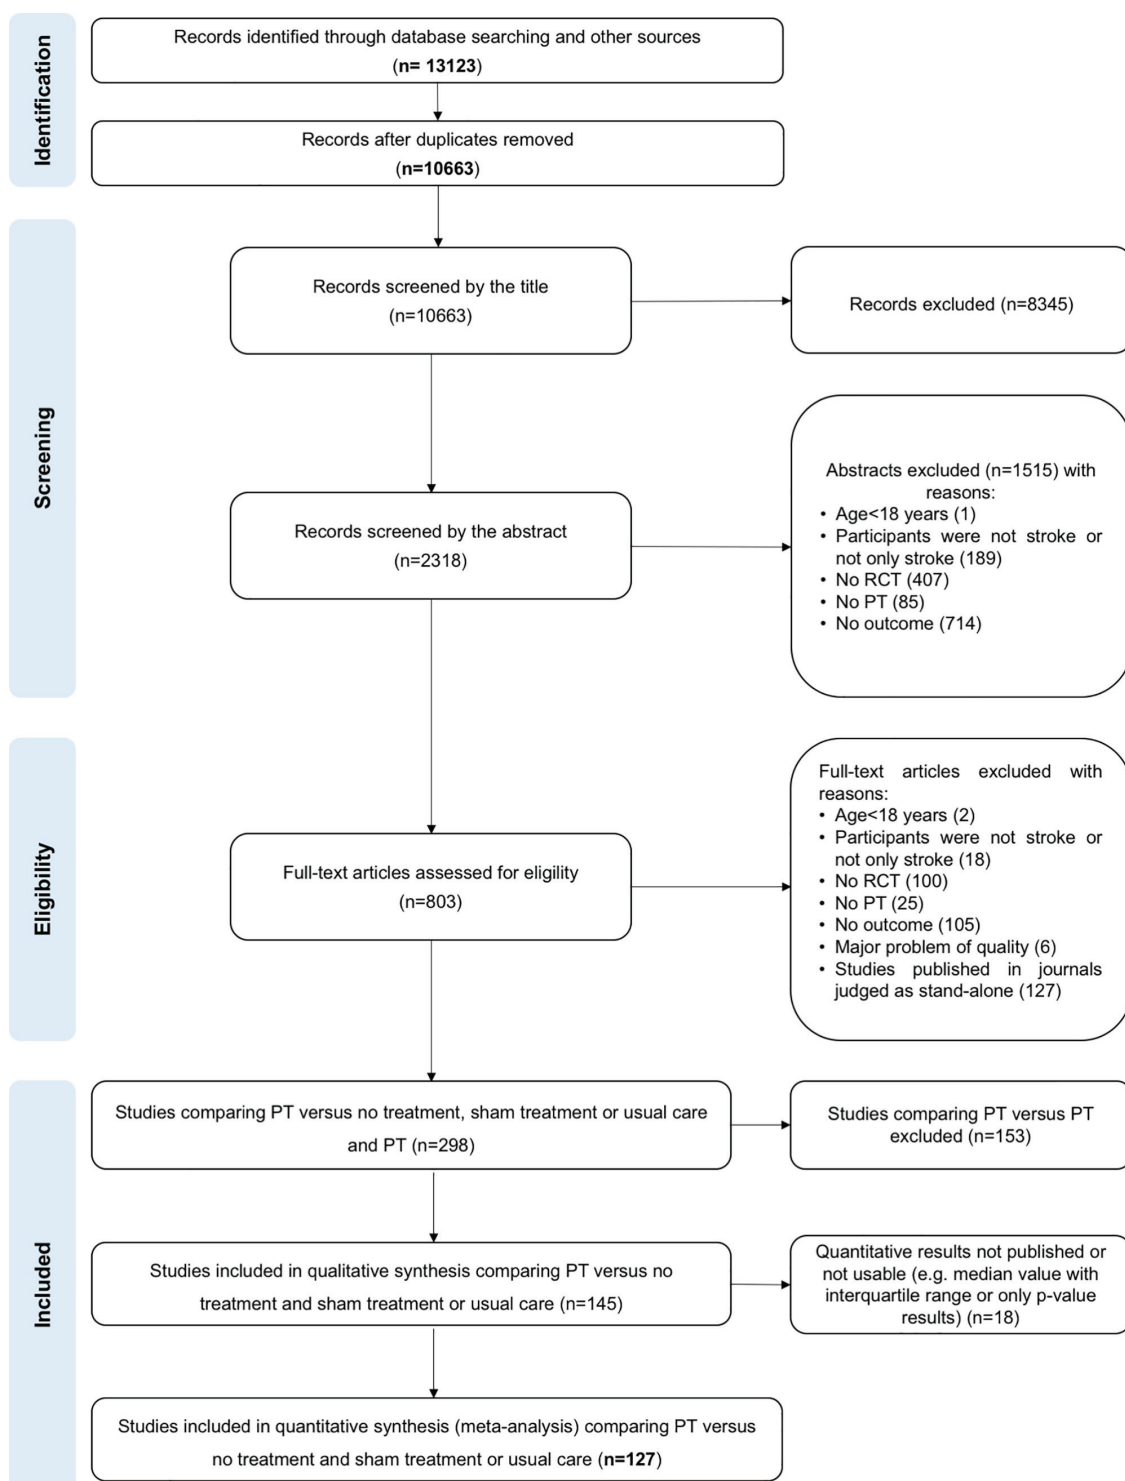 Identification
Records identified through database searching and other sources
(n= 13123)
Records after duplicates removed
(n=10663)
Screening
Records screened by the title
(n=10663)
Records excluded (n=8345)
Records screened by the abstract
(n=2318)
Abstracts excluded (n=1515) with
reasons:
• Age<18 years (1)
• Participants were not stroke or
not only stroke (189)
• No RCT (407)
• No PT (85)
• No outcome (714)
Eligibility
Full-text articles assessed for eligility
(n=803)
Full-text articles excluded with
reasons:
• Age<18 years (2)
• Participants were not stroke or
not only stroke (18)
• No RCT (100)
• No PT (25)
• No outcome (105)
• Major problem of quality (6)
• Studies published in journals
judged as stand-alone (127)
Included
Studies comparing PT versus no treatment, sham treatment or usual care
and PT (n=298)
Studies comparing PT versus PT
excluded (n=153)
Studies included in qualitative synthesis comparing PT versus no
treatment and sham treatment or usual care (n=145)
Quantitative results not published or
not usable (e.g. median value with
interquartile range or only p-value
results) (n=18)
Studies included in quantitative synthesis (meta-analysis) comparing PT versus
no treatment and sham treatment or usual care (n=127)